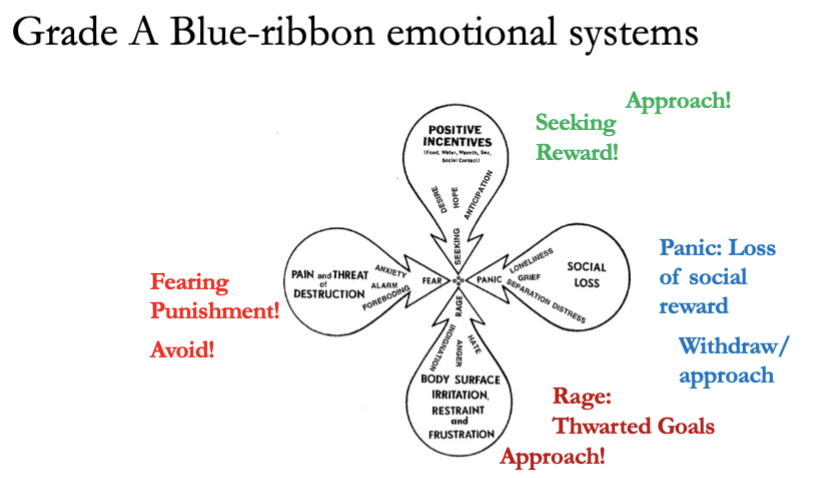 Grade A Blue-ribbon emotional systems
Approach!
Seeking
Reward!
POSITIVE
INCENTIVES
(Food, Water, Warmth, Sex,
Social Contact)
DESIRE
HOPE
ANTICIPATION
SEEKING
Fearing
Punishment!
Avoid!
PAIN and THREAT
of
DESTRUCTION
ANXIETY
ALARM
FOREBODING
FEAR
PANIC
LONELINESS
GRIEF
SEPARATION DISTRESS
SOCIAL
LOSS
Panic: Loss
of social
reward
Withdraw/
approach
RAGE
INDIGNATION
ANGER
HATE
BODY SURFACE
IRRITATION,
RESTRAINT
and
FRUSTRATION
Rage:
Thwarted Goals
Approach!